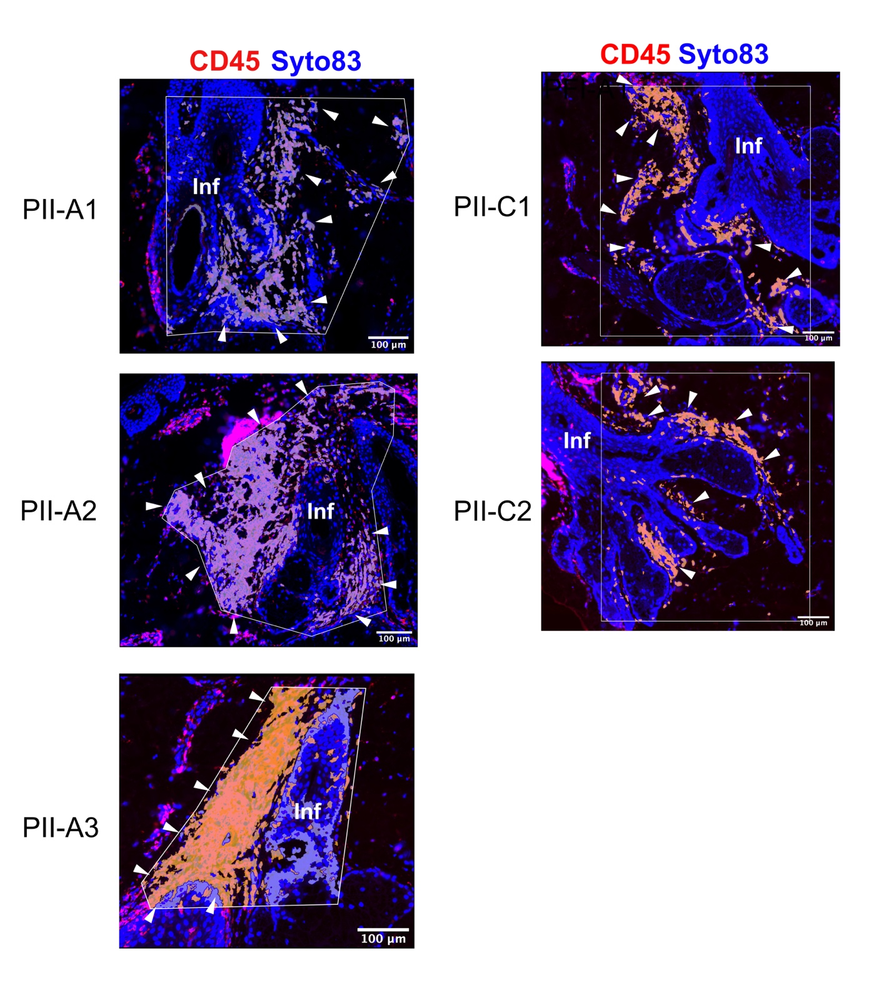 CD45 Syto83
CD45 Syto83
PII-A1
Inf
100 µm
PII-C1
Inf
100 µm
PII-A2
Inf
100 µm
PII-C2
Inf
100 µm
PII-A3
Inf
100 µm